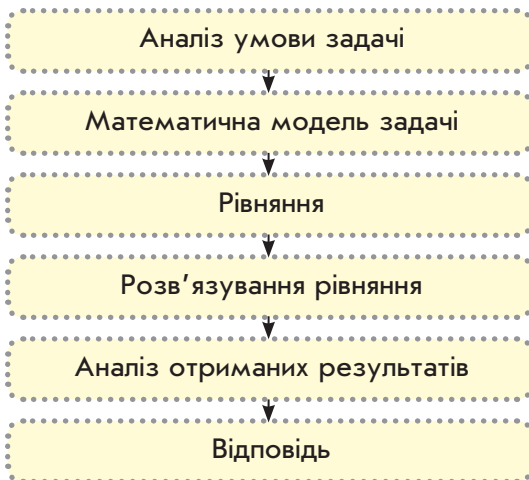 Аналіз умови задачі
Математична модель задачі
Рівняння
Розв'язування рівняння
Аналіз отриманих результатів
Відповідь